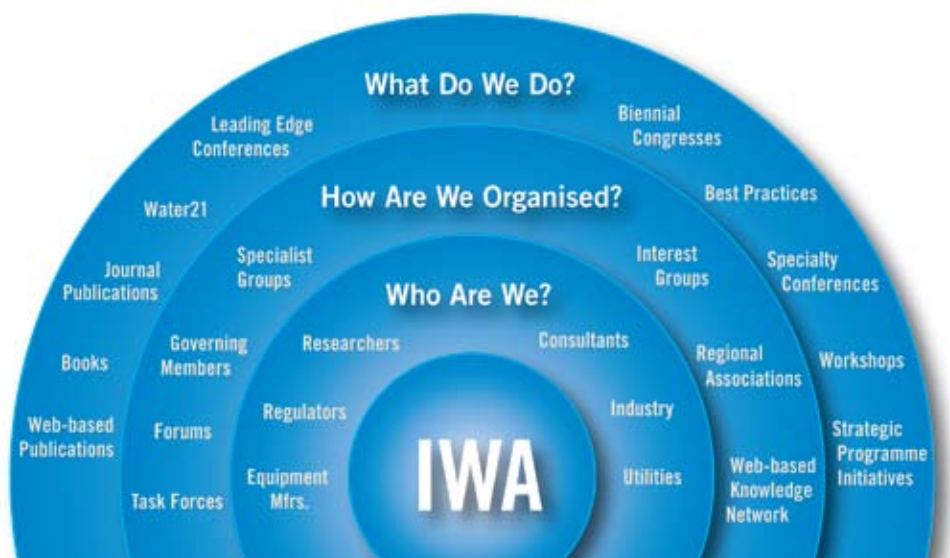 What Do We Do?
Leading Edge
Conferences
Water21
Journal
Publications
Books
Web-based
Publications
Biennial
Congresses
Best Practices
Specialty
Conferences
Workshops
Strategic
Programme
Initiatives
How Are We Organised?
Specialist
Groups
Governing
Members
Forums
Task Forces
Interest
Groups
Regional
Associations
Web-based
Knowledge
Network
Who Are We?
Researchers
Regulators
Equipment
Mfrs.
Consultants
Industry
Utilities
IWA